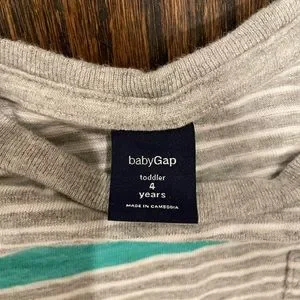 babyGap
toddler
4
years
MADE IN CAMBODIA